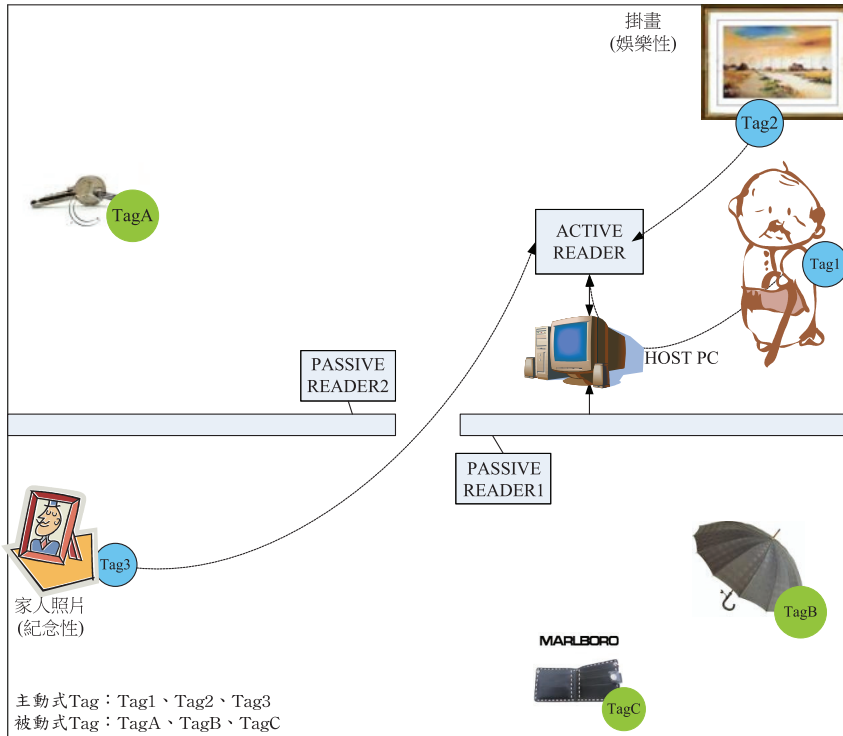 掛畫
(娛樂性)
Tag2
TagA
ACTIVE
READER
Tag1
HOST PC
PASSIVE
READER2
PASSIVE
READER1
Tag3
家人照片
(紀念性)
TagB
MARLBORO
TagC
主動式Tag：Tag1、Tag2、Tag3
被動式Tag：TagA、TagB、TagC